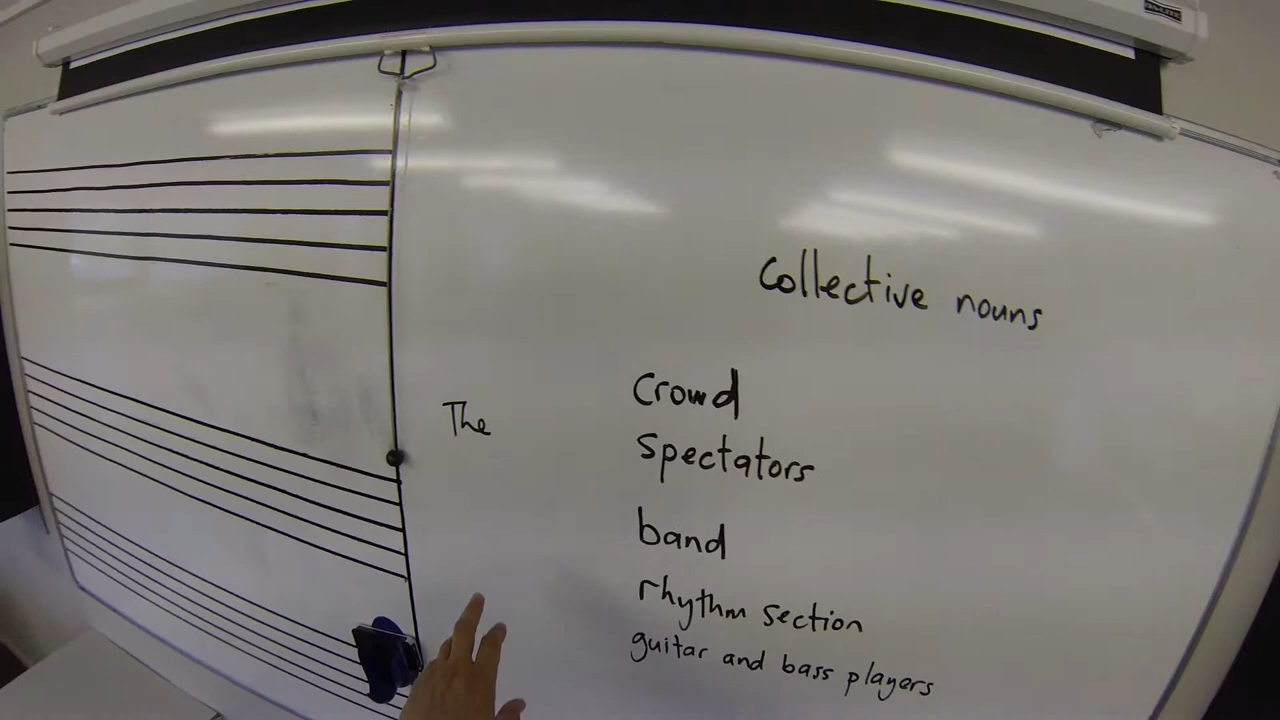 Collective nouns
The
Crowd
Spectators
band
rhythm section
guitar and bass players